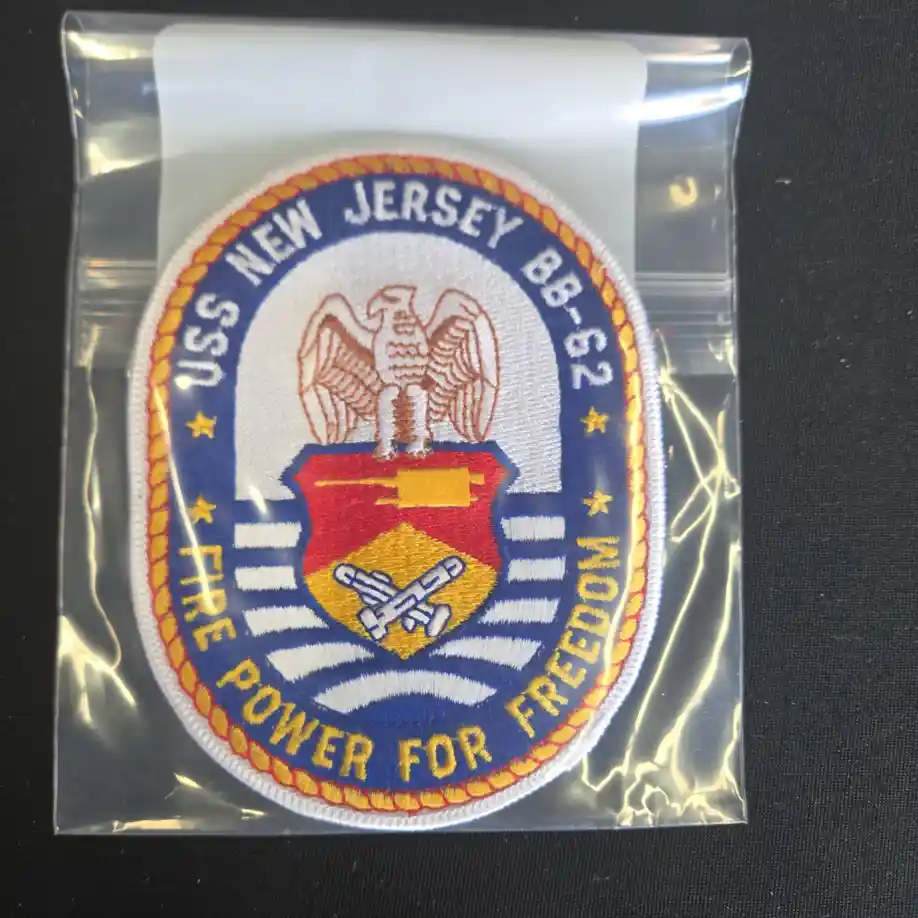 USS NEW JERSEY BB-62
FIRE POWER FOR FREEDOM